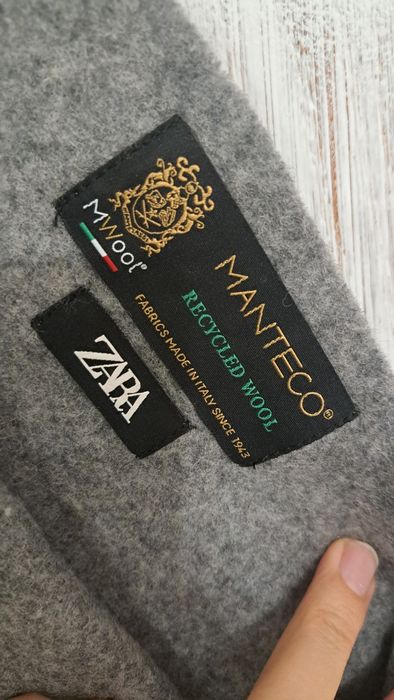 MWool®
MANTECO®
RECYCLED WOOL
FABRICS MADE IN ITALY SINCE 1943
ZARA